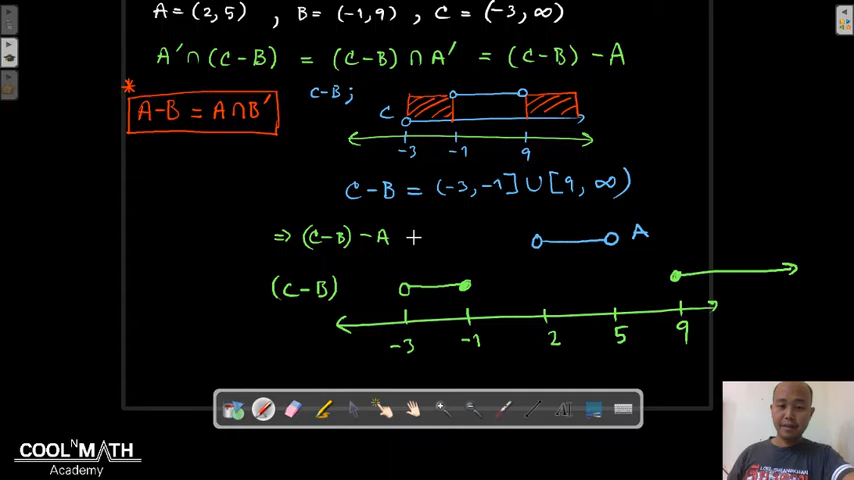 A = (2, 5) , B = (-1, 9) , C = (-3, ∞)
A' ∩ (C-B) = (C-B) ∩ A' = (C-B) - A
*
A-B = A∩B'
C-B ;
C
-3 -1 9
C-B = (-3, -1] ∪ [9, ∞)
⇒ (C-B) - A
A
(C-B)
-3 -1 2 5 9
COOL N MATH
Academy